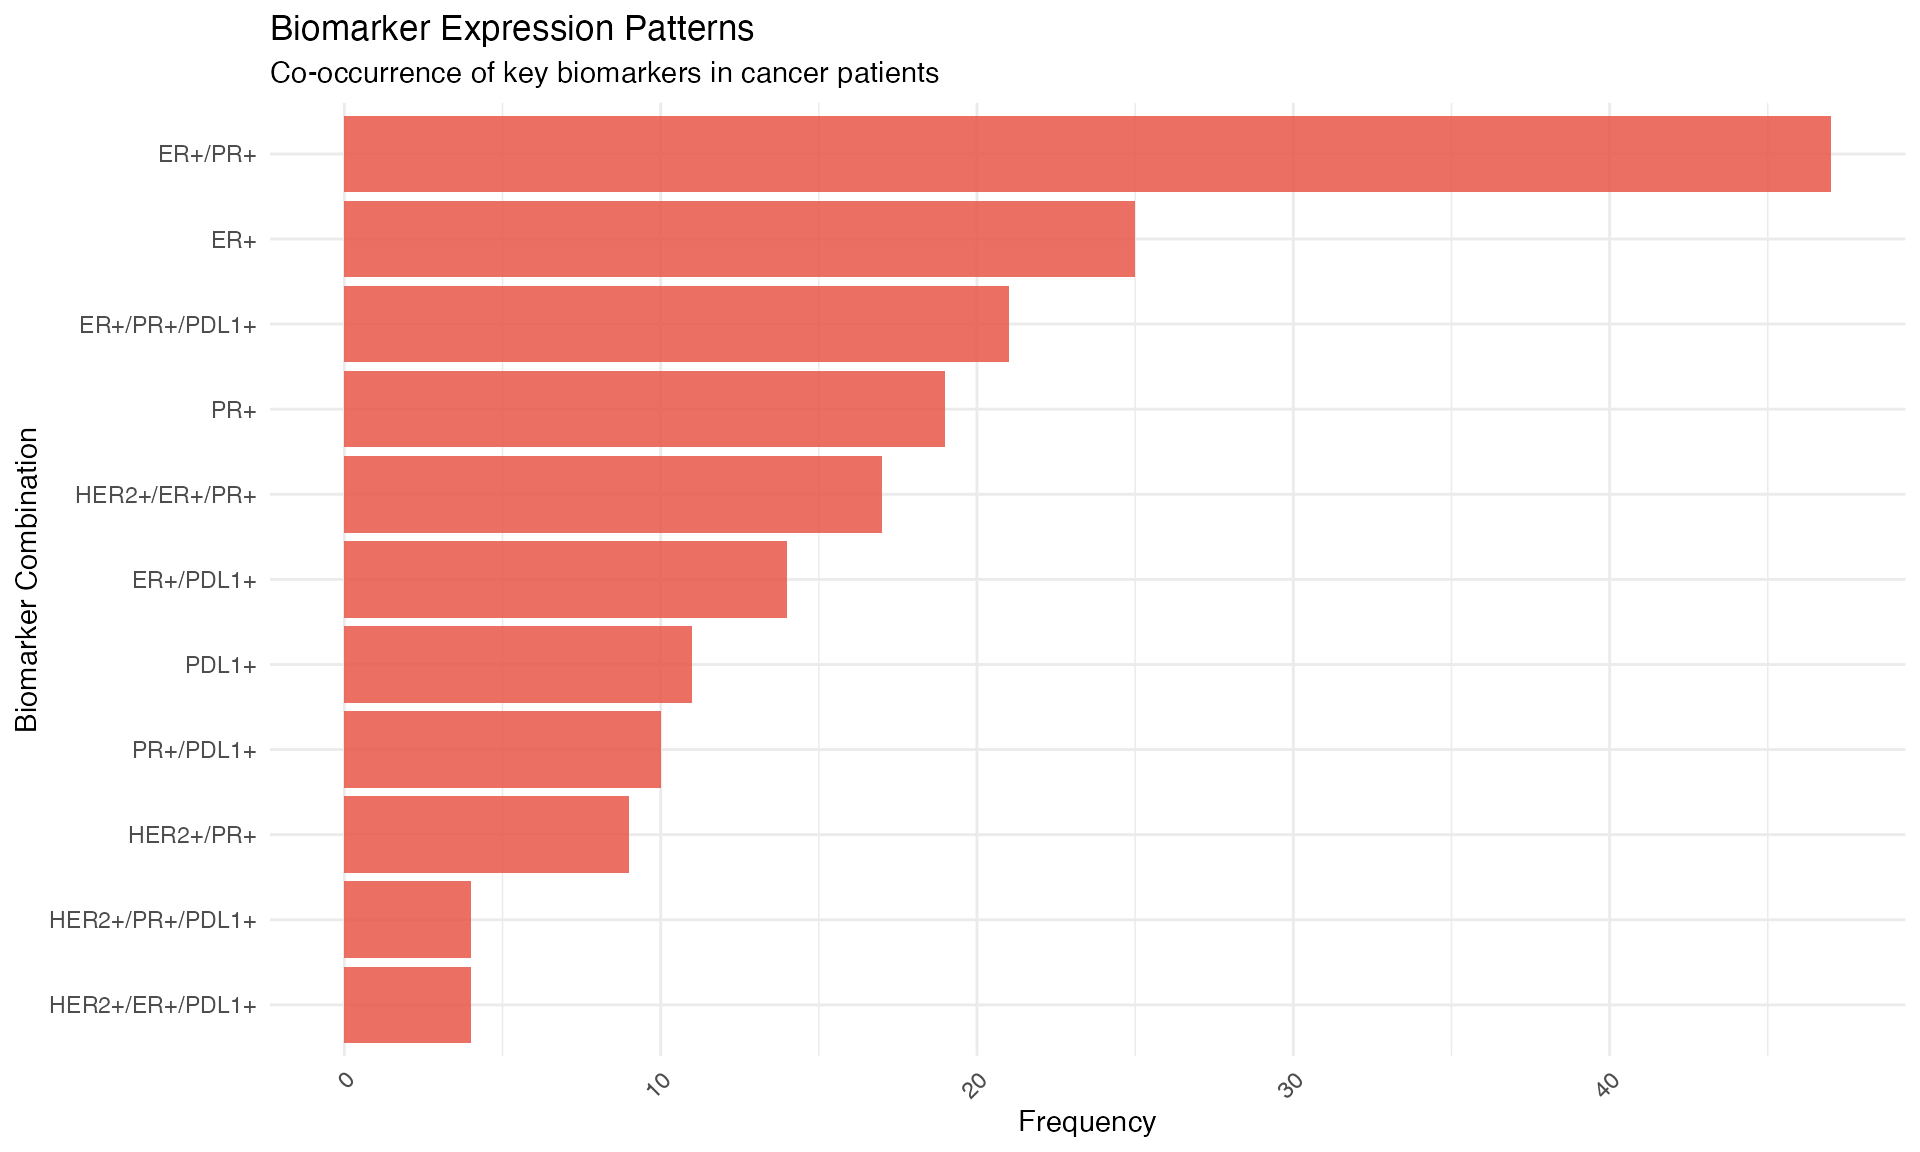 Biomarker Expression Patterns
Co-occurrence of key biomarkers in cancer patients
Biomarker Combination
ER+/PR+
ER+
ER+/PR+/PDL1+
PR+
HER2+/ER+/PR+
ER+/PDL1+
PDL1+
PR+/PDL1+
HER2+/PR+
HER2+/PR+/PDL1+
HER2+/ER+/PDL1+
0 10 20 30 40
Frequency